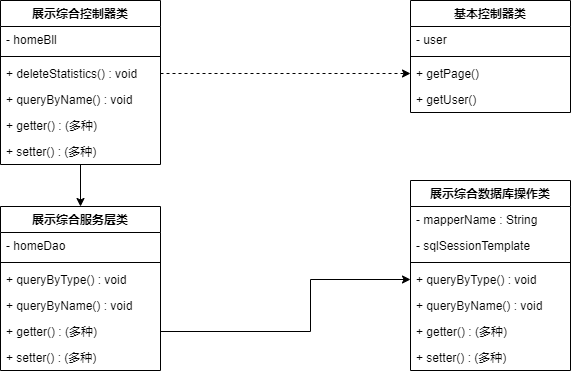 展示综合控制器类
- homeBll
+ deleteStatistics() : void
+ queryByName() : void
+ getter() : (多种)
+ setter() : (多种)
基本控制器类
- user
+ getPage()
+ getUser()
展示综合服务层类
- homeDao
+ queryByType() : void
+ queryByName() : void
+ getter() : (多种)
+ setter() : (多种)
展示综合数据库操作类
- mapperName : String
- sqlSessionTemplate
+ queryByType() : void
+ queryByName() : void
+ getter() : (多种)
+ setter() : (多种)